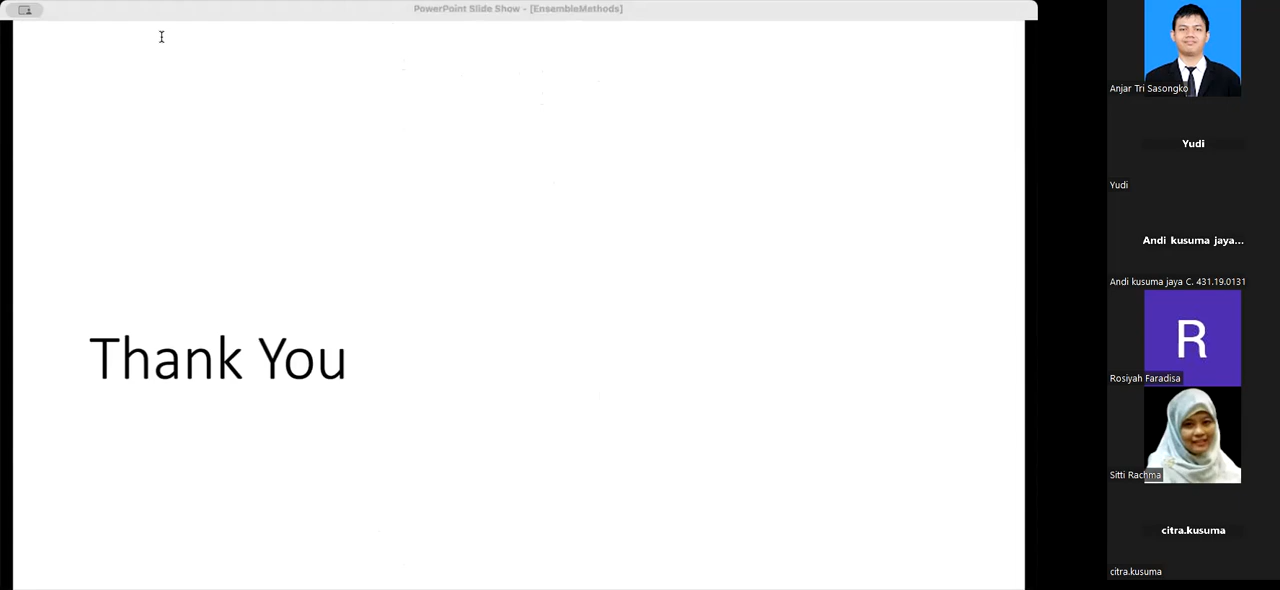 PowerPoint Slide Show - [EnsembleMathods]
Thank You
Anjar Tri Sasongko
Yudi
Yudi
Andi kusuma jaya...
Andi kusuma jaya C. 431.19.0131
R
Rosiyah Faradisa
Sitti Rachma
citra.kusuma
citra.kusuma